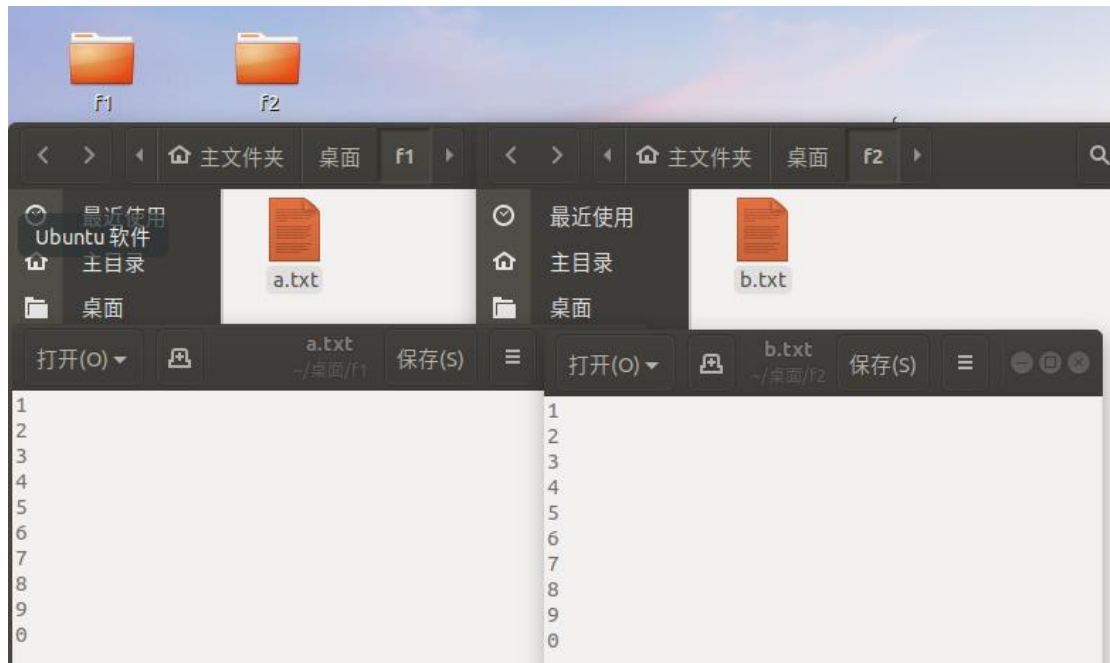 f1
f2
主文件夹 桌面 f1
主文件夹 桌面 f2
最近使用
Ubuntu 软件
主目录
桌面
a.txt
最近使用
主目录
桌面
b.txt
打开(O)
a.txt
~/桌面/f1
保存(S)
打开(O)
b.txt
~/桌面/f2
保存(S)
1
2
3
4
5
6
7
8
9
0
1
2
3
4
5
6
7
8
9
0